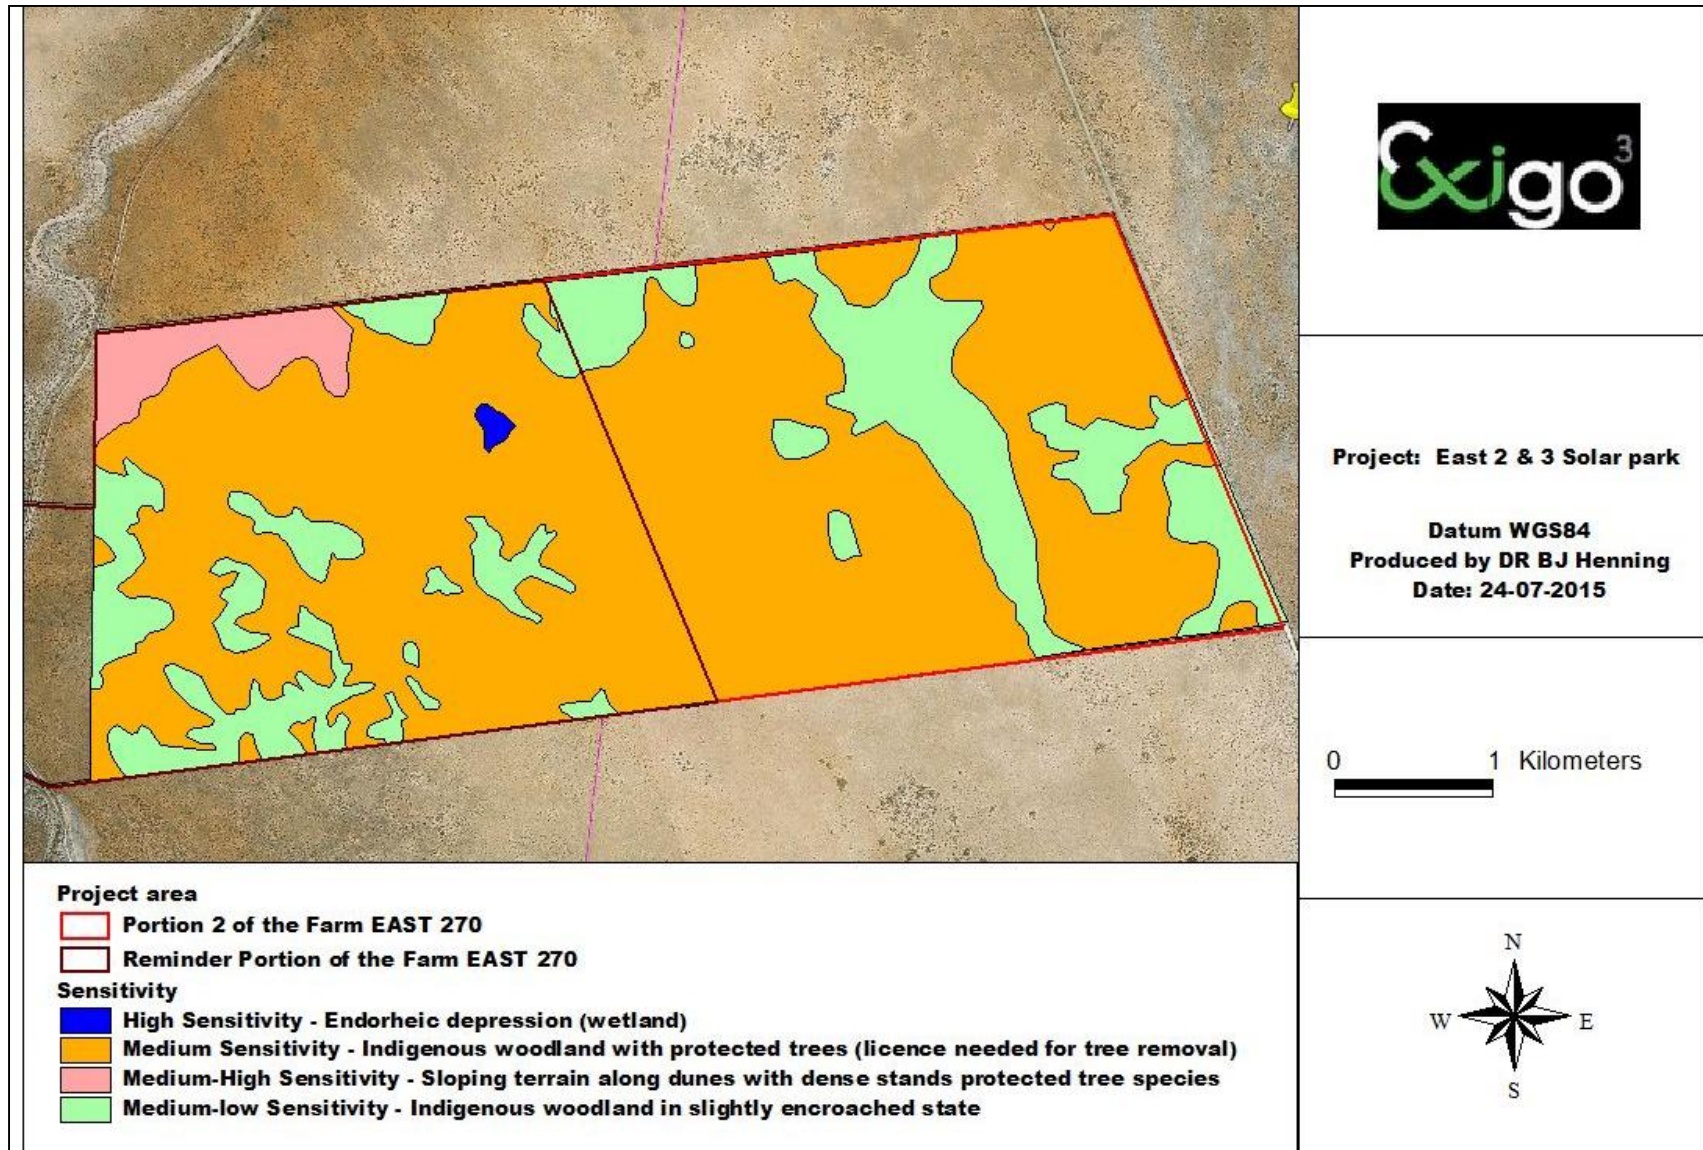 Exigo3
Project: East 2 & 3 Solar park
Datum WGS84
Produced by DR BJ Henning
Date: 24-07-2015
0 1 Kilometers
N
W E
S
Project area
Portion 2 of the Farm EAST 270
Reminder Portion of the Farm EAST 270
Sensitivity
High Sensitivity - Endorheic depression (wetland)
Medium Sensitivity - Indigenous woodland with protected trees (licence needed for tree removal)
Medium-High Sensitivity - Sloping terrain along dunes with dense stands protected tree species
Medium-low Sensitivity - Indigenous woodland in slightly encroached state